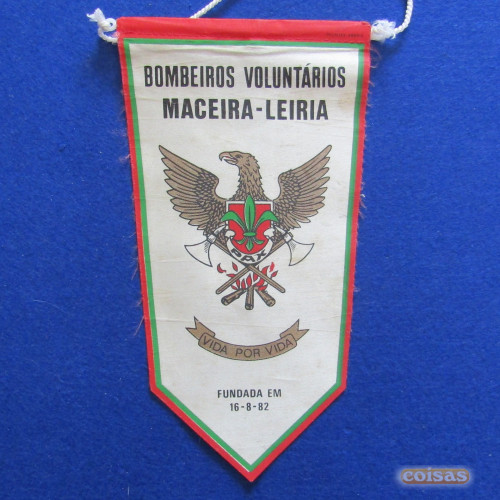 BOMBEIROS VOLUNTÁRIOS
MACEIRA-LEIRIA
PAX
VIDA POR VIDA
FUNDADA EM
16-8-82
coisas